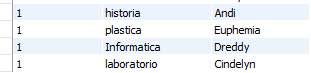 1 historia Andi
1 plastica Euphemia
1 Informatica Dreddy
1 laboratorio Cindelyn